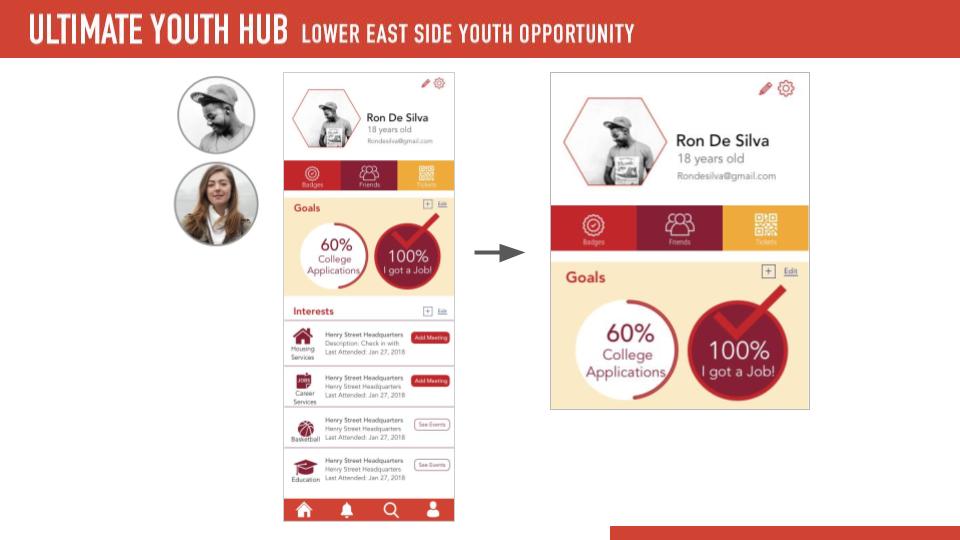 ULTIMATE YOUTH HUB LOWER EAST SIDE YOUTH OPPORTUNITY
Ron De Silva
18 years old
Rondesilva@gmail.com
Badges
Friends
Tickets
Goals
Edit
60%
College
Applications
100%
I got a Job!
Interests
Edit
Housing
Services
Henry Street Headquarters
Description: Check in with
Last Attended: Jan 27, 2018
Add Meeting
JOBS
Career
Services
Henry Street Headquarters
Henry Street Headquarters
Last Attended: Jan 27, 2018
Add Meeting
Basketball
Henry Street Headquarters
Henry Street Headquarters
Last Attended: Jan 27, 2018
See Events
Education
Henry Street Headquarters
Henry Street Headquarters
Last Attended: Jan 27, 2018
See Events
Ron De Silva
18 years old
Rondesilva@gmail.com
Badges
Friends
Tickets
Goals
Edit
60%
College
Applications
100%
I got a Job!